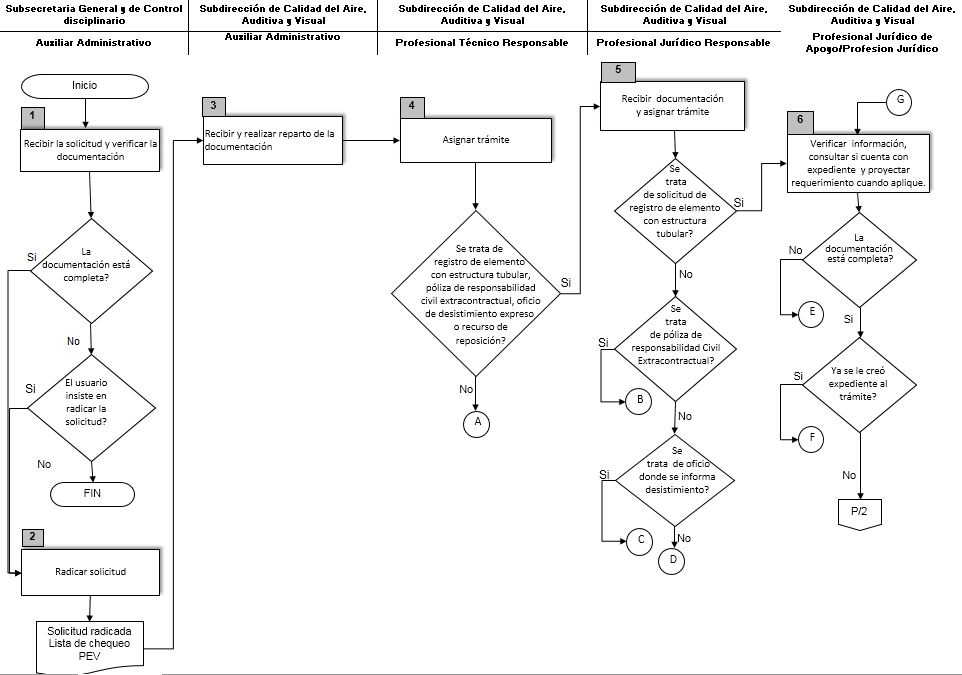 Subsecretaria General y de Control
disciplinario
Auxiliar Administrativo
Subdirección de Calidad del Aire,
Auditiva y Visual
Auxiliar Administrativo
Subdirección de Calidad del Aire,
Auditiva y Visual
Profesional Técnico Responsable
Subdirección de Calidad del Aire,
Auditiva y Visual
Profesional Jurídico Responsable
Subdirección de Calidad del Aire,
Auditiva y Visual
Profesional Jurídico de
Apoyo/Profesion Jurídico
Inicio
1
Recibir la solicitud y verificar la
documentación
La
documentación está
completa?
Si
No
El usuario
insiste en
radicar la
solicitud?
Si
No
FIN
2
Radicar solicitud
Solicitud radicada
Lista de chequeo
PEV
3
Recibir y realizar reparto de la
documentación
4
Asignar trámite
Se trata de
registro de elemento
con estructura tubular,
póliza de responsabilidad
civil extracontractual, oficio
de desistimiento expreso
o recurso de
reposición?
Si
No
A
5
Recibir documentación
y asignar trámite
Se
trata
de solicitud de
registro de elemento
con estructura
tubular?
Si
No
Se
trata
de póliza de
responsabilidad Civil
Extracontractual?
Si
B
No
Se
trata de oficio
donde se informa
desistimiento?
Si
C
No
D
G
6
Verificar información,
consultar si cuenta con
expediente y proyectar
requerimiento cuando aplique.
La
documentación
está completa?
No
E
Si
Ya se le creó
expediente al
trámite?
Si
F
No
P/2